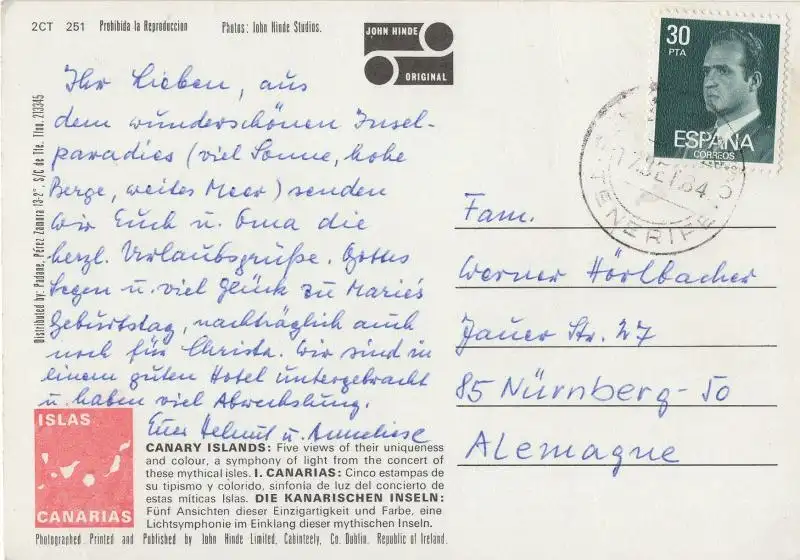 2CT 251 Prohibida la Reproduccion Photos: John Hinde Studios.
JOHN HINDE
ORIGINAL
Distributed by: Padane, Pérez Zamora 13-2°, S/C de Tfe. Tfno. 213345
Ihr Lieben, aus
dem wunderschönen Insel-
paradies (viel Sonne, hohe
Berge, weites Meer) senden
wir Euch u. Oma die
herzl. Urlaubsgrüße. Gottes
Segen u. viel Glück zu Marie's
Geburtstag, nachträglich auch
noch für Christa. Wir sind in
einem guten Hotel untergebracht
u. haben viel Abwechslung.
Euer Helmut u. Anneliese
30
PTA
ESPAÑA
CORREOS
TENERIFE
Fam.
Werner Hörlbacher
Jauer Str. 27
85 Nürnberg-50
Alemagne
ISLAS
CANARIAS
CANARY ISLANDS: Five views of their uniqueness
and colour, a symphony of light from the concert of
these mythical isles. I. CANARIAS: Cinco estampas de
su tipismo y colorido, sinfonía de luz del concierto de
estas míticas Islas. DIE KANARISCHEN INSELN:
Fünf Ansichten dieser Einzigartigkeit und Farbe, eine
Lichtsymphonie im Einklang dieser mythischen Inseln.
Photographed Printed and Published by John Hinde Limited, Cabinteely, Co. Dublin, Republic of Ireland.